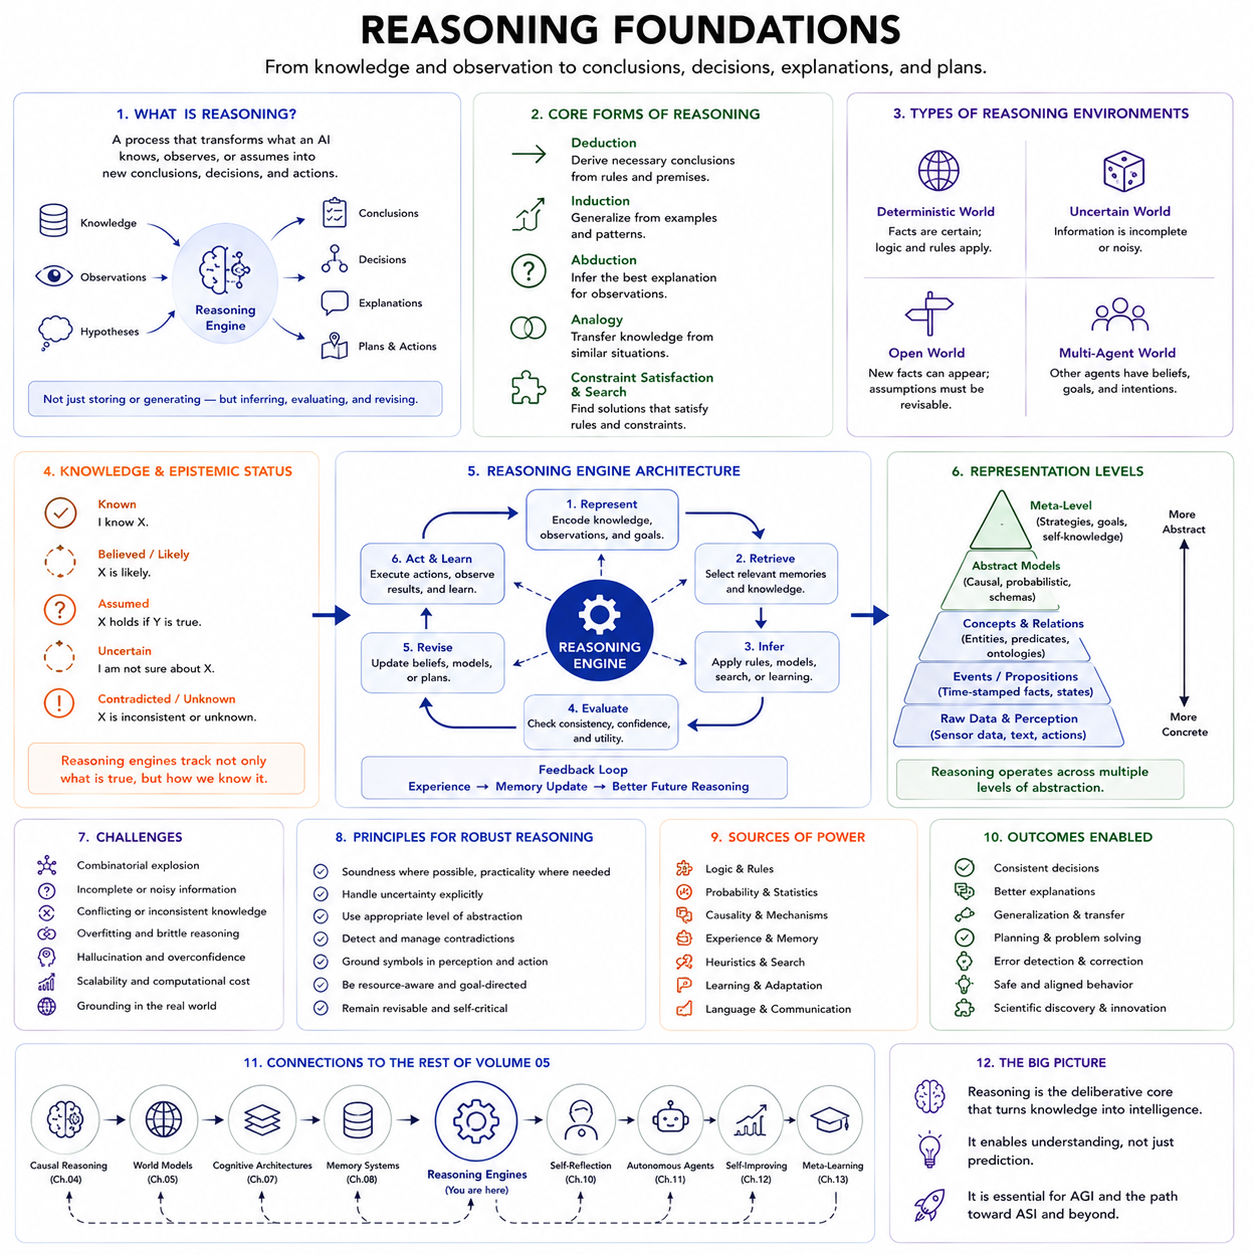 REASONING FOUNDATIONS
From knowledge and observation to conclusions, decisions, explanations, and plans.
1. WHAT IS REASONING?
A process that transforms what an AI
knows, observes, or assumes into
new conclusions, decisions, and actions.
Knowledge
Observations
Hypotheses
Reasoning
Engine
Conclusions
Decisions
Explanations
Plans & Actions
Not just storing or generating — but inferring, evaluating, and revising.
2. CORE FORMS OF REASONING
Deduction
Derive necessary conclusions
from rules and premises.
Induction
Generalize from examples
and patterns.
Abduction
Infer the best explanation
for observations.
Analogy
Transfer knowledge from
similar situations.
Constraint Satisfaction
& Search
Find solutions that satisfy
rules and constraints.
3. TYPES OF REASONING ENVIRONMENTS
Deterministic World
Facts are certain;
logic and rules apply.
Uncertain World
Information is incomplete
or noisy.
Open World
New facts can appear;
assumptions must be
revisable.
Multi-Agent World
Other agents have beliefs,
goals, and intentions.
4. KNOWLEDGE & EPISTEMIC STATUS
Known
I know X.
Believed / Likely
X is likely.
Assumed
X holds if Y is true.
Uncertain
I am not sure about X.
Contradicted / Unknown
X is inconsistent or unknown.
Reasoning engines track not only
what is true, but how we know it.
5. REASONING ENGINE ARCHITECTURE
1. Represent
Encode knowledge,
observations, and goals.
2. Retrieve
Select relevant memories
and knowledge.
3. Infer
Apply rules, models,
search, or learning.
4. Evaluate
Check consistency, confidence,
and utility.
5. Revise
Update beliefs, models,
or plans.
6. Act & Learn
Execute actions, observe
results, and learn.
REASONING
ENGINE
Feedback Loop
Experience → Memory Update → Better Future Reasoning
6. REPRESENTATION LEVELS
Meta-Level
(Strategies, goals,
self-knowledge)
Abstract Models
(Causal, probabilistic,
schemas)
Concepts & Relations
(Entities, predicates,
ontologies)
Events / Propositions
(Time-stamped facts, states)
Raw Data & Perception
(Sensor data, text, actions)
More
Abstract
More
Concrete
Reasoning operates across multiple
levels of abstraction.
7. CHALLENGES
Combinatorial explosion
Incomplete or noisy information
Conflicting or inconsistent knowledge
Overfitting and brittle reasoning
Hallucination and overconfidence
Scalability and computational cost
Grounding in the real world
8. PRINCIPLES FOR ROBUST REASONING
Soundness where possible, practicality where needed
Handle uncertainty explicitly
Use appropriate level of abstraction
Detect and manage contradictions
Ground symbols in perception and action
Be resource-aware and goal-directed
Remain revisable and self-critical
9. SOURCES OF POWER
Logic & Rules
Probability & Statistics
Causality & Mechanisms
Experience & Memory
Heuristics & Search
Learning & Adaptation
Language & Communication
10. OUTCOMES ENABLED
Consistent decisions
Better explanations
Generalization & transfer
Planning & problem solving
Error detection & correction
Safe and aligned behavior
Scientific discovery & innovation
11. CONNECTIONS TO THE REST OF VOLUME 05
Causal Reasoning
(Ch.04)
World Models
(Ch.05)
Cognitive Architectures
(Ch.07)
Memory Systems
(Ch.08)
Reasoning Engines
(You are here)
Self-Reflection
(Ch.10)
Autonomous Agents
(Ch.11)
Self-Improving
(Ch.12)
Meta-Learning
(Ch.13)
12. THE BIG PICTURE
Reasoning is the deliberative core
that turns knowledge into intelligence.
It enables understanding, not just
prediction.
It is essential for AGI and the path
toward ASI and beyond.